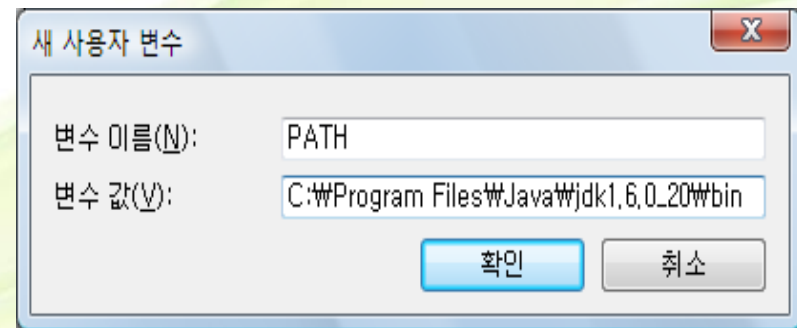 새 사용자 변수
변수 이름(N): PATH
변수 값(V): C:₩Program Files₩Java₩jdk1.6.0_20₩bin
확인 취소